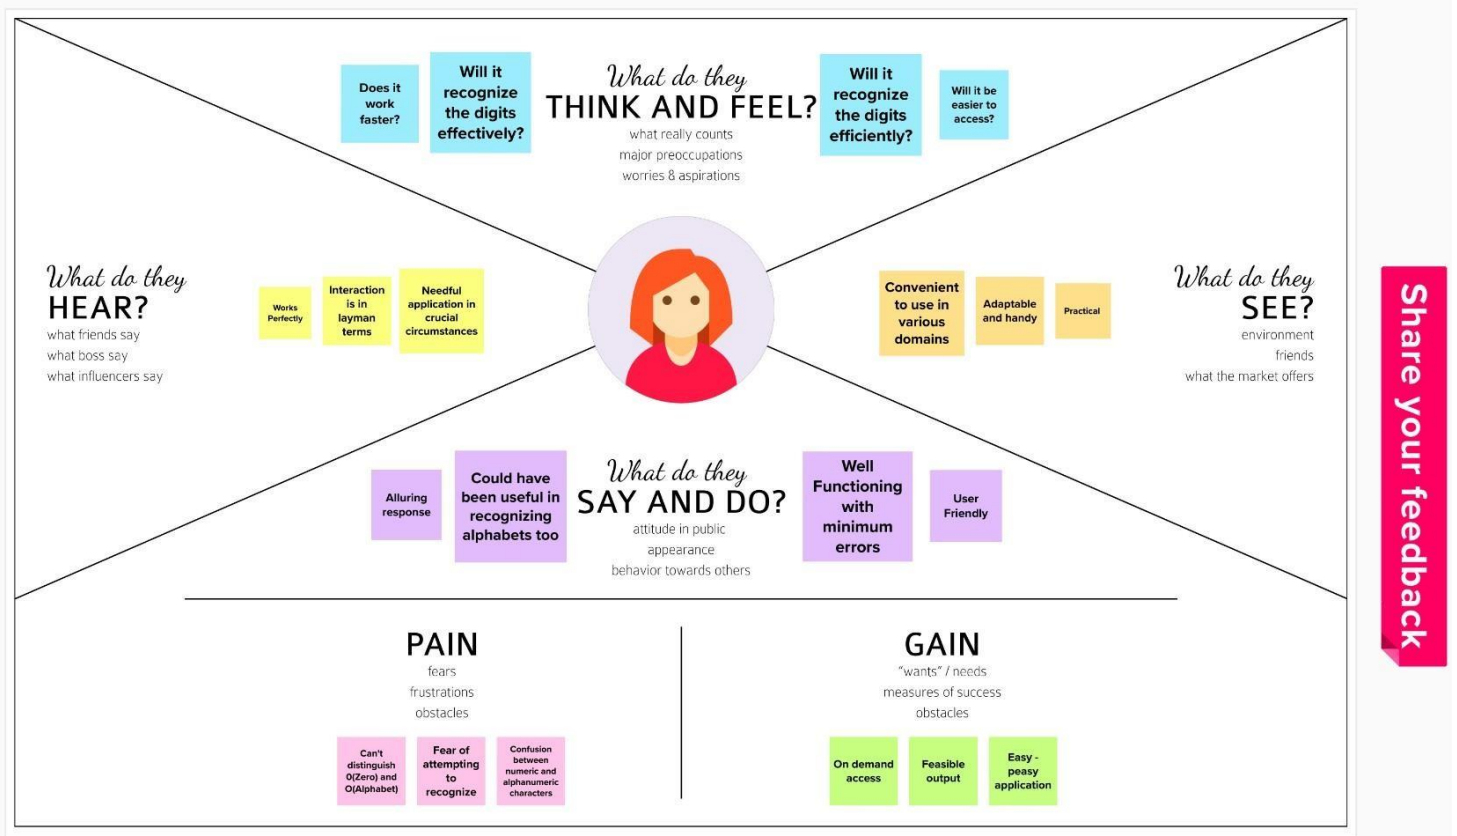 Does it
work
faster?
Will it
recognize
the digits
effectively?
What do they
THINK AND FEEL?
what really counts
major preoccupations
worries & aspirations
Will it
recognize
the digits
efficiently?
Will it be
easier to
access?
What do they
HEAR?
what friends say
what boss say
what influencers say
Works
Perfectly
Interaction
is in
layman
terms
Needful
application in
crucial
circumstances
Convenient
to use in
various
domains
Adaptable
and handy
Practical
What do they
SEE?
environment
friends
what the market offers
Share your feedback
Alluring
response
Could have
been useful in
recognizing
alphabets too
What do they
SAY AND DO?
attitude in public
appearance
behavior towards others
Well
Functioning
with
minimum
errors
User
Friendly
PAIN
fears
frustrations
obstacles
Can't
distinguish
0(Zero) and
O(Alphabet)
Fear of
attempting
to
recognize
Confusion
between
numeric and
alphanumeric
characters
GAIN
"wants" / needs
measures of success
obstacles
On demand
access
Feasible
output
Easy -
peasy
application